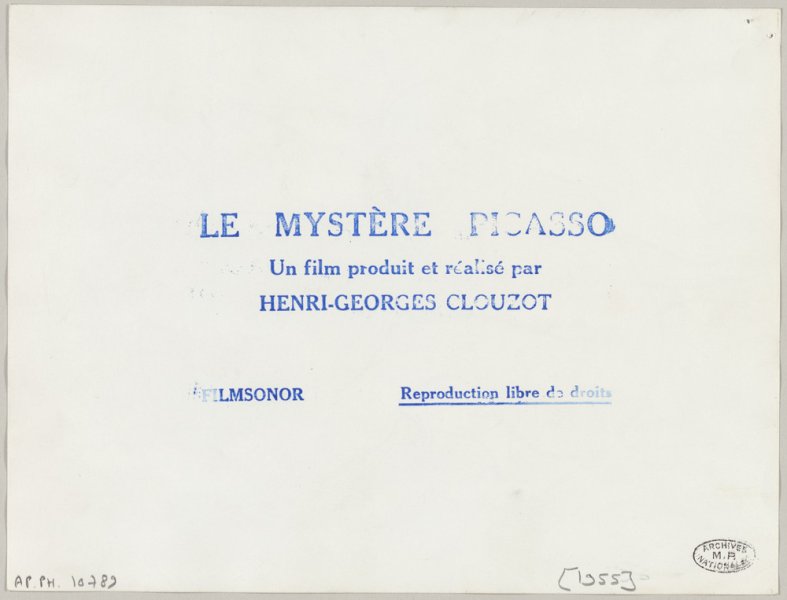 LE MYSTÈRE PICASSO
Un film produit et réalisé par
HENRI-GEORGES CLOUZOT
FILMSONOR
Reproduction libre de droits
ARCHIVES
M.P.
NATIONALES
AP.PH. 10789
[1955]